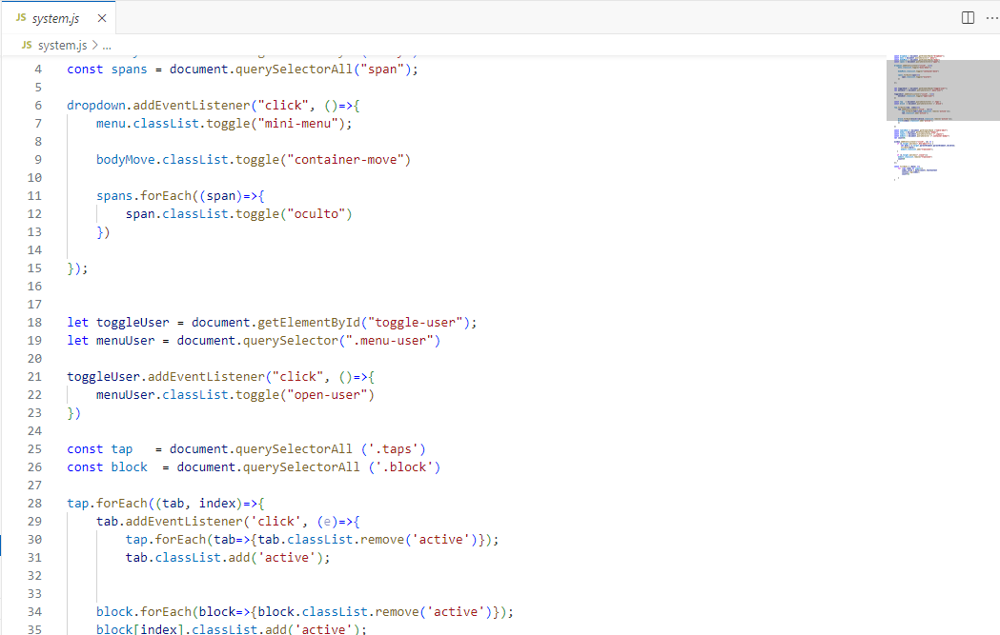 JS system.js ×
JS system.js > ...
4 const spans = document.querySelectorAll("span");
5
6 dropdown.addEventListener("click", ()=>{
7     menu.classList.toggle("mini-menu");
8
9     bodyMove.classList.toggle("container-move")
10
11     spans.forEach((span)=>{
12         span.classList.toggle("oculto")
13     })
14
15 });
16
17
18 let toggleUser = document.getElementById("toggle-user");
19 let menuUser = document.querySelector(".menu-user")
20
21 toggleUser.addEventListener("click", ()=>{
22     menuUser.classList.toggle("open-user")
23 })
24
25 const tap   = document.querySelectorAll ('.taps')
26 const block  = document.querySelectorAll ('.block')
27
28 tap.forEach((tab, index)=>{
29     tab.addEventListener('click', (e)=>{
30         tap.forEach(tab=>{tab.classList.remove('active')});
31         tab.classList.add('active');
32
33
34     block.forEach(block=>{block.classList.remove('active')});
35     block[index].classList.add('active');